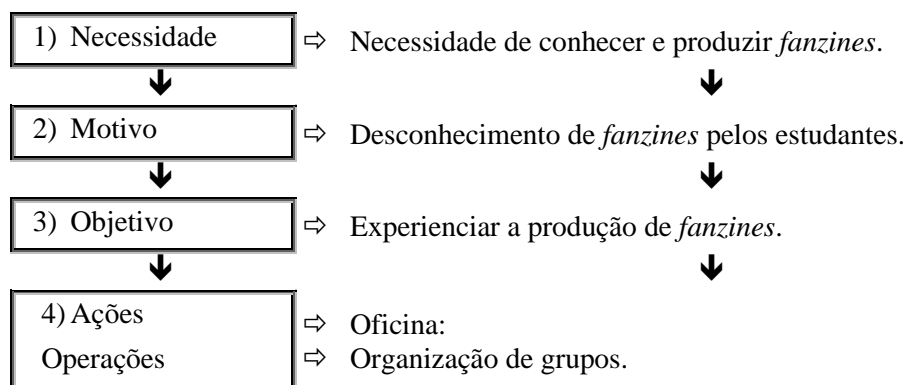 1) Necessidade ⇨ Necessidade de conhecer e produzir fanzines.
2) Motivo ⇨ Desconhecimento de fanzines pelos estudantes.
3) Objetivo ⇨ Experienciar a produção de fanzines.
4) Ações ⇨ Oficina:
Operações ⇨ Organização de grupos.